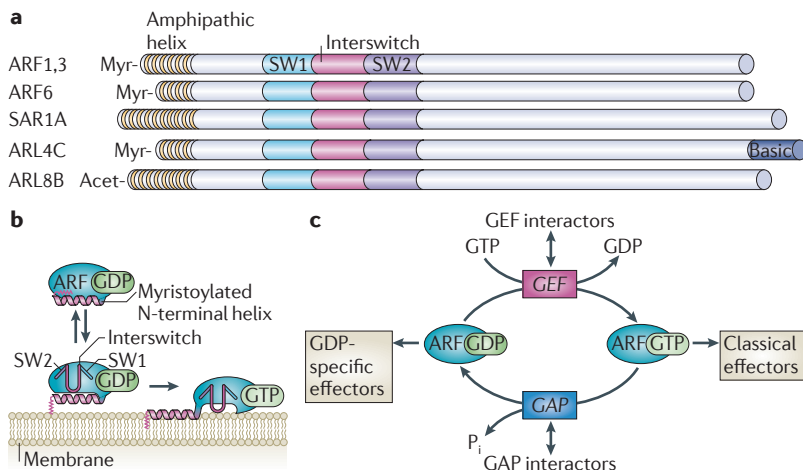 a
Amphipathic
helix
Interswitch
ARF1,3 Myr- SW1 SW2
ARF6 Myr-
SAR1A
ARL4C Myr- Basic
ARL8B Acet-
b
ARF GDP
Myristoylated
N-terminal helix
Interswitch
SW2 SW1
GDP
GTP
Membrane
c
GEF interactors
GTP GDP
GEF
GDP-
specific
effectors
ARF GDP
ARF GTP
Classical
effectors
GAP
Pi
GAP interactors